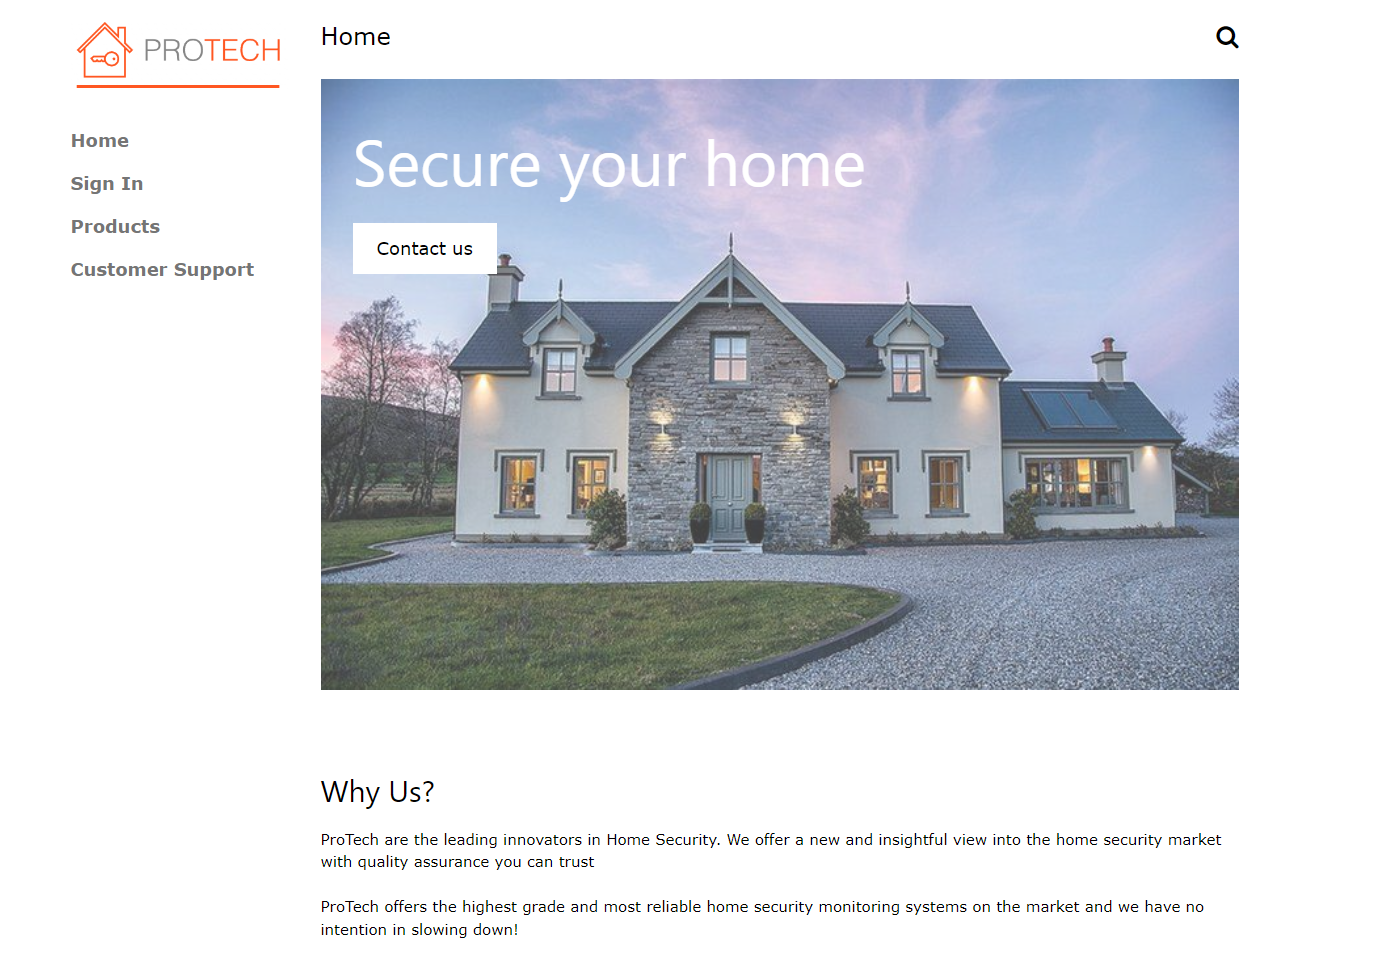 PROTECH
Home
Sign In
Products
Customer Support
Home
Secure your home
Contact us
Why Us?
ProTech are the leading innovators in Home Security. We offer a new and insightful view into the home security market
with quality assurance you can trust
ProTech offers the highest grade and most reliable home security monitoring systems on the market and we have no
intention in slowing down!